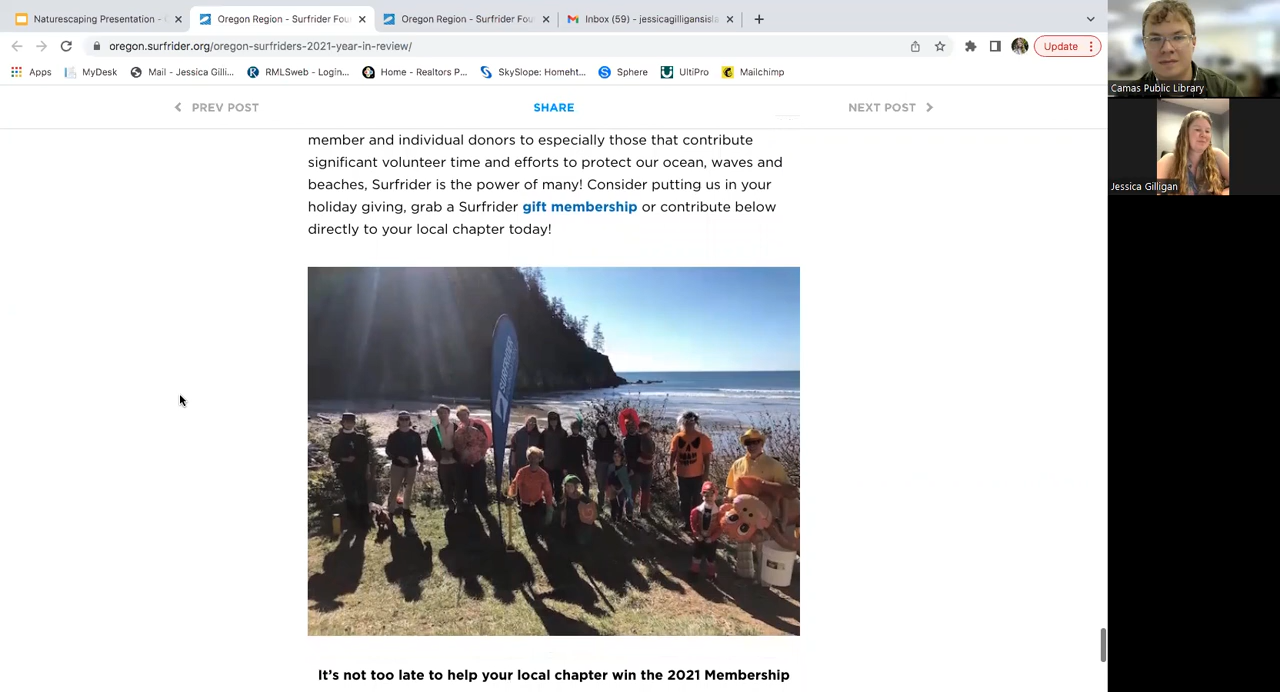 Naturescaping Presentation -
Oregon Region - Surfrider Fou
Oregon Region - Surfrider Fou
Inbox (59) - jessicagilligansisla
oregon.surfrider.org/oregon-surfriders-2021-year-in-review/
Update
Apps
MyDesk
Mail - Jessica Gilli...
RMLSweb - Login...
Home - Realtors P...
SkySlope: Homeht...
Sphere
UltiPro
Mailchimp
Camas Public Library
Jessica Gilligan
PREV POST
SHARE
NEXT POST
member and individual donors to especially those that contribute
significant volunteer time and efforts to protect our ocean, waves and
beaches, Surfrider is the power of many! Consider putting us in your
holiday giving, grab a Surfrider gift membership or contribute below
directly to your local chapter today!
SURFRIDER
It's not too late to help your local chapter win the 2021 Membership